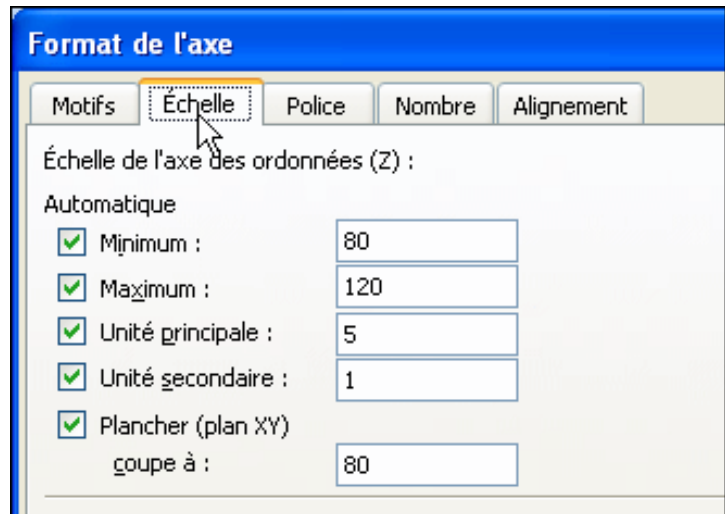 Format de l'axe
Motifs Échelle Police Nombre Alignement
Échelle de l'axe des ordonnées (Z) :
Automatique
Minimum : 80
Maximum : 120
Unité principale : 5
Unité secondaire : 1
Plancher (plan XY)
coupe à : 80